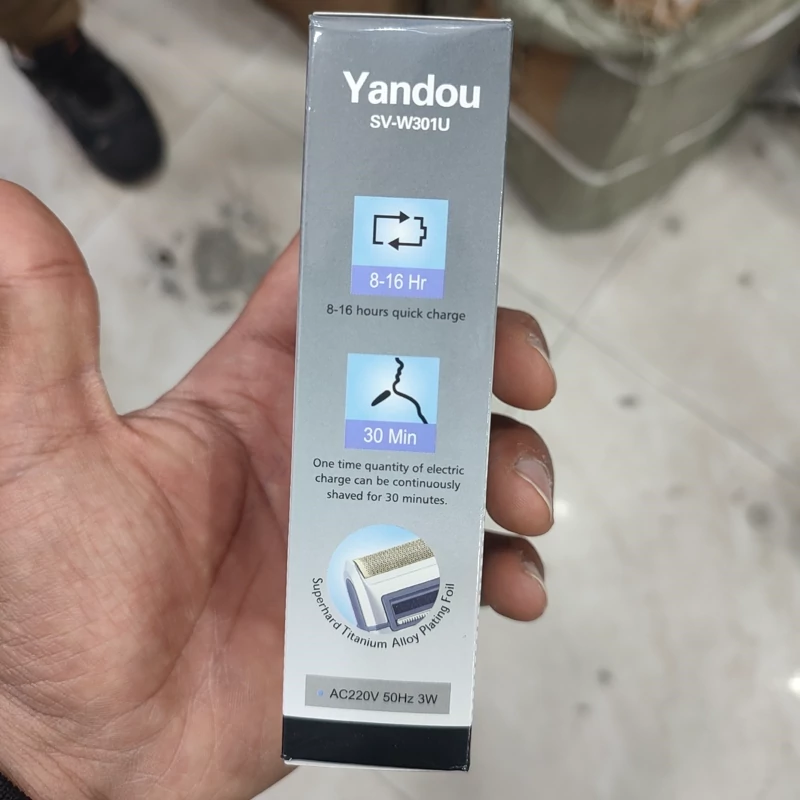 Yandou
SV-W301U
8-16 Hr
8-16 hours quick charge
30 Min
One time quantity of electric
charge can be continuously
shaved for 30 minutes.
Superhard Titanium Alloy Plating Foil
AC220V 50Hz 3W